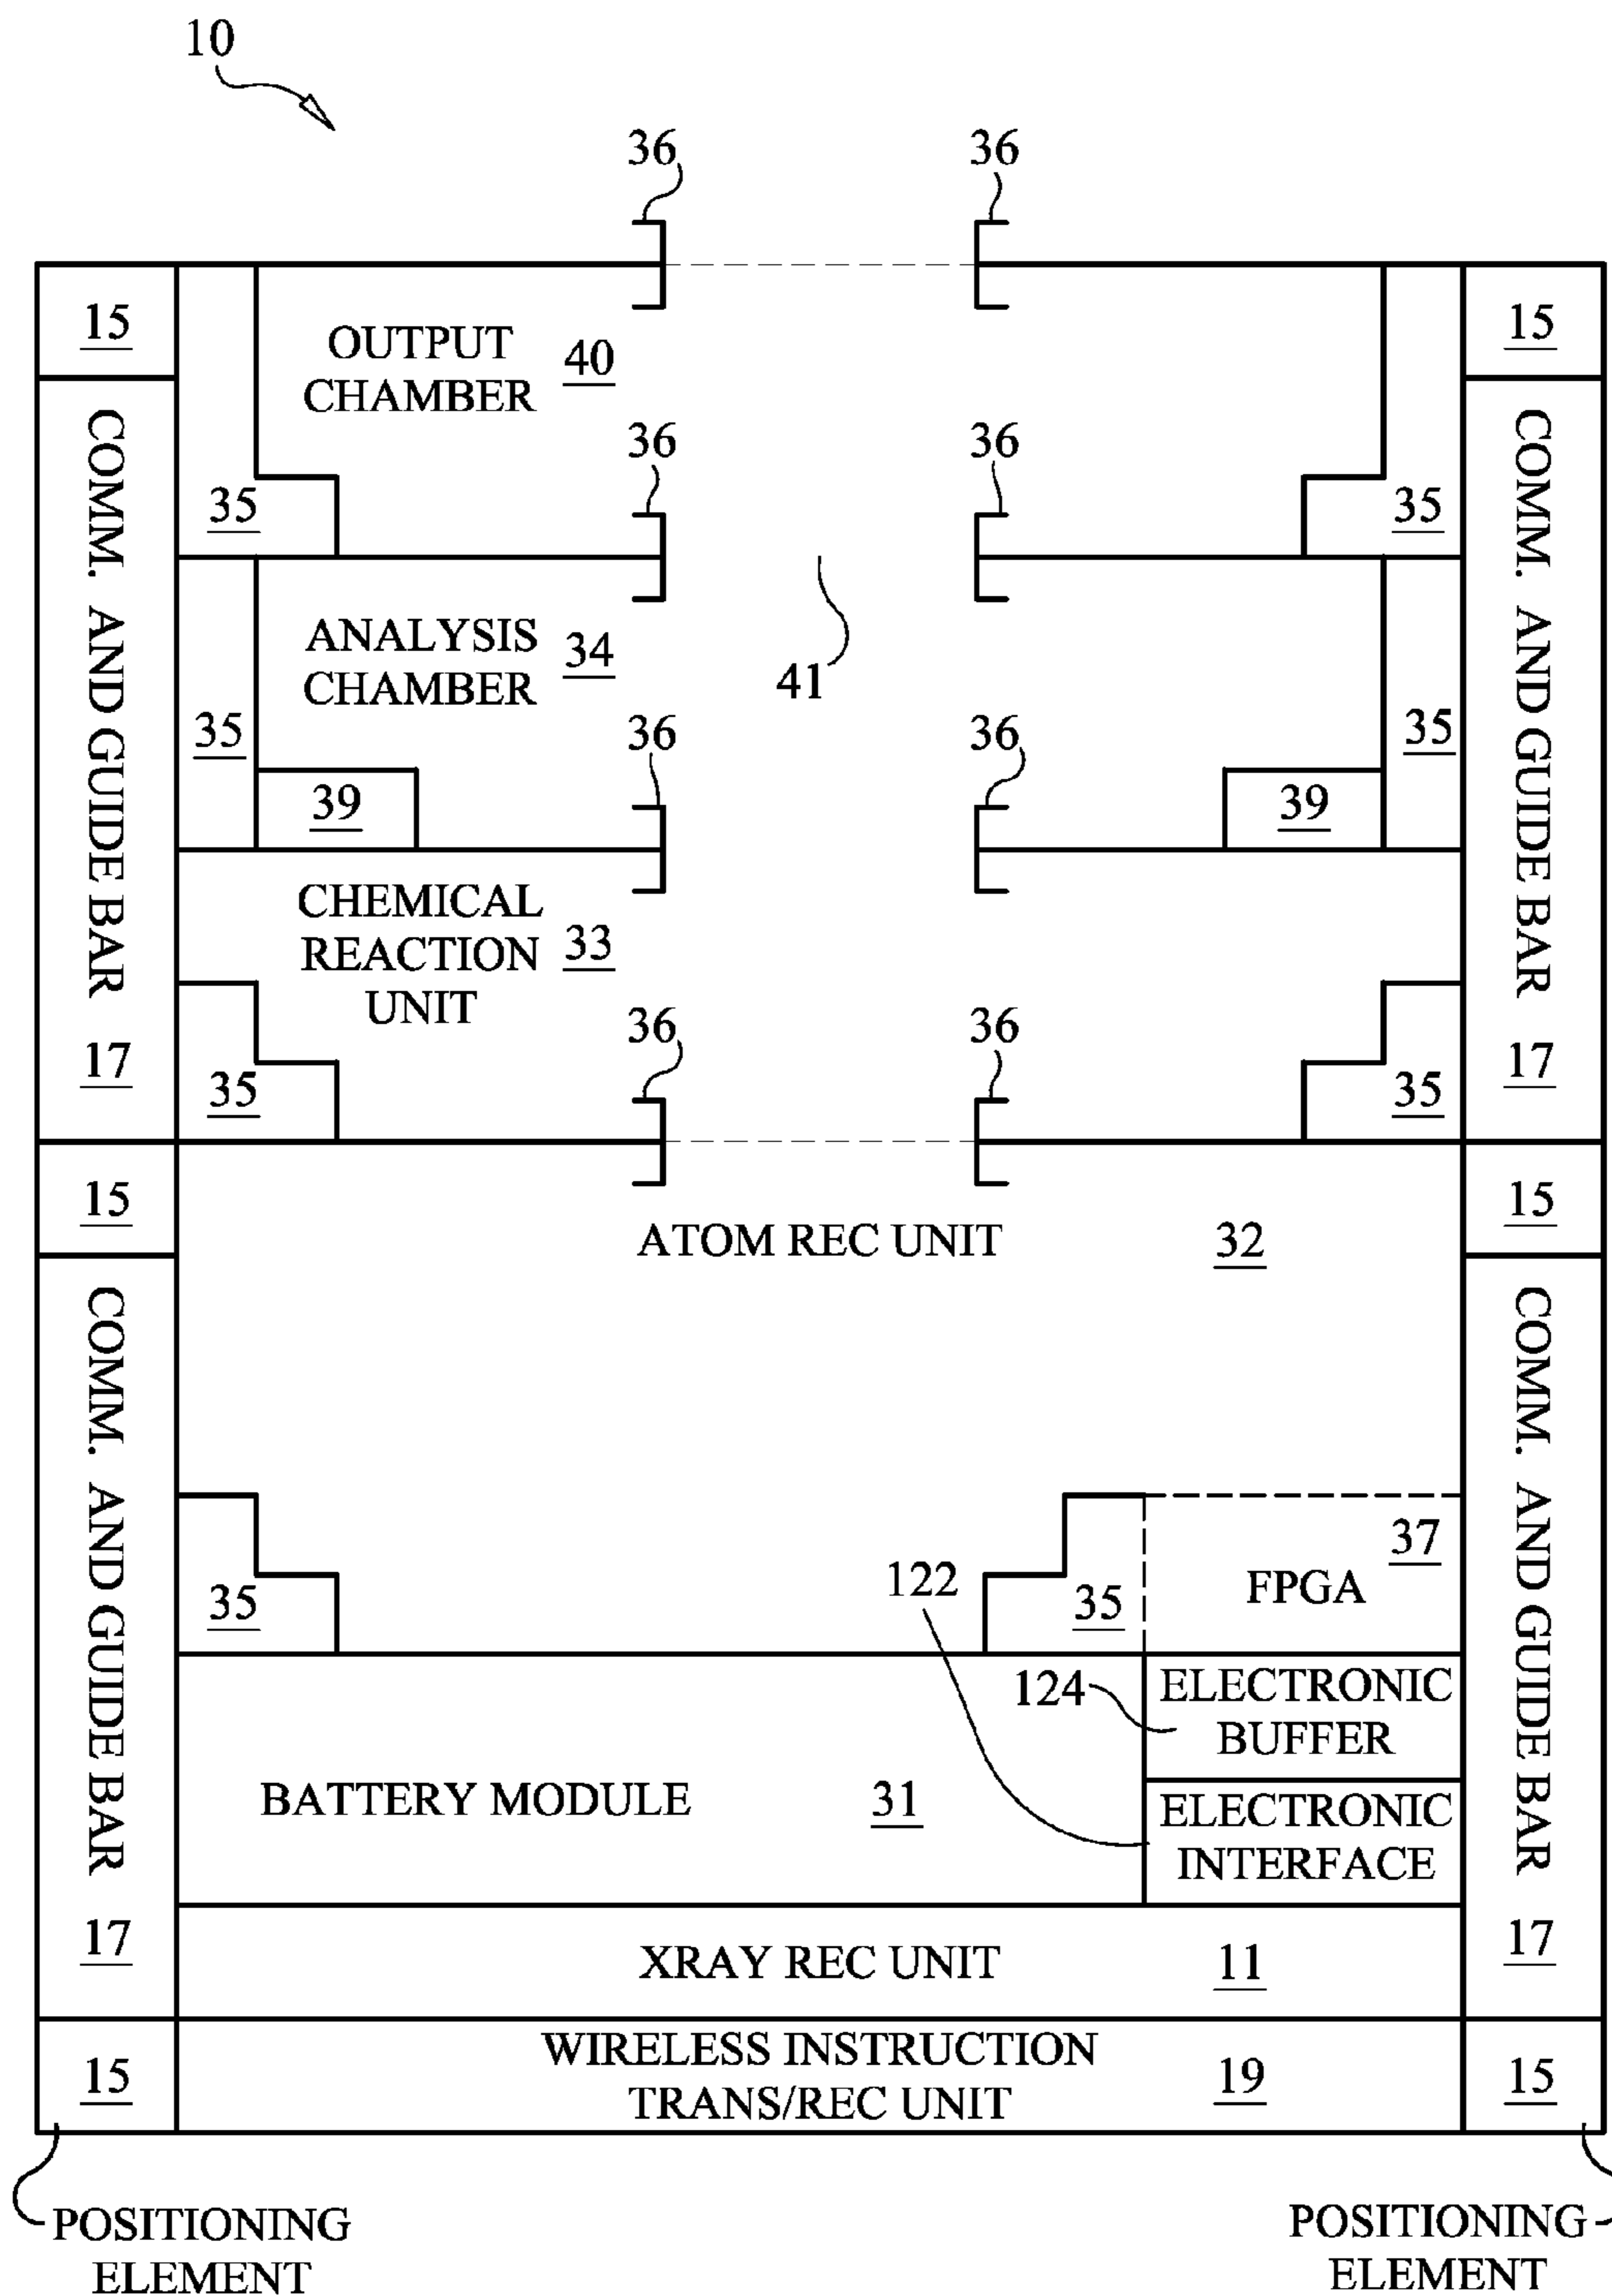 10
36 36
15 15
OUTPUT
CHAMBER 40
36 36
35 35
COMM. AND GUIDE BAR 17
COMM. AND GUIDE BAR 17
ANALYSIS
CHAMBER 34
41
35 35
36 36
39 39
CHEMICAL
REACTION
UNIT 33
36 36
35 35
15 15
ATOM REC UNIT 32
COMM. AND GUIDE BAR 17
COMM. AND GUIDE BAR 17
37
FPGA
122
35 35
124
ELECTRONIC
BUFFER
BATTERY MODULE 31
ELECTRONIC
INTERFACE
XRAY REC UNIT 11
15 15
WIRELESS INSTRUCTION
TRANS/REC UNIT 19
POSITIONING
ELEMENT
POSITIONING
ELEMENT